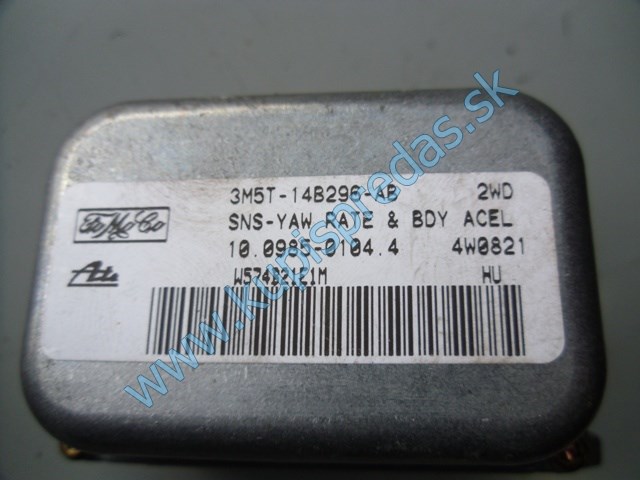 3M5T-14B296-AB 2WD
FoMoCo SNS-YAW RATE & BDY ACEL
10.0985-0104.4 4W0821
Ate HU
www.kupispredas.sk